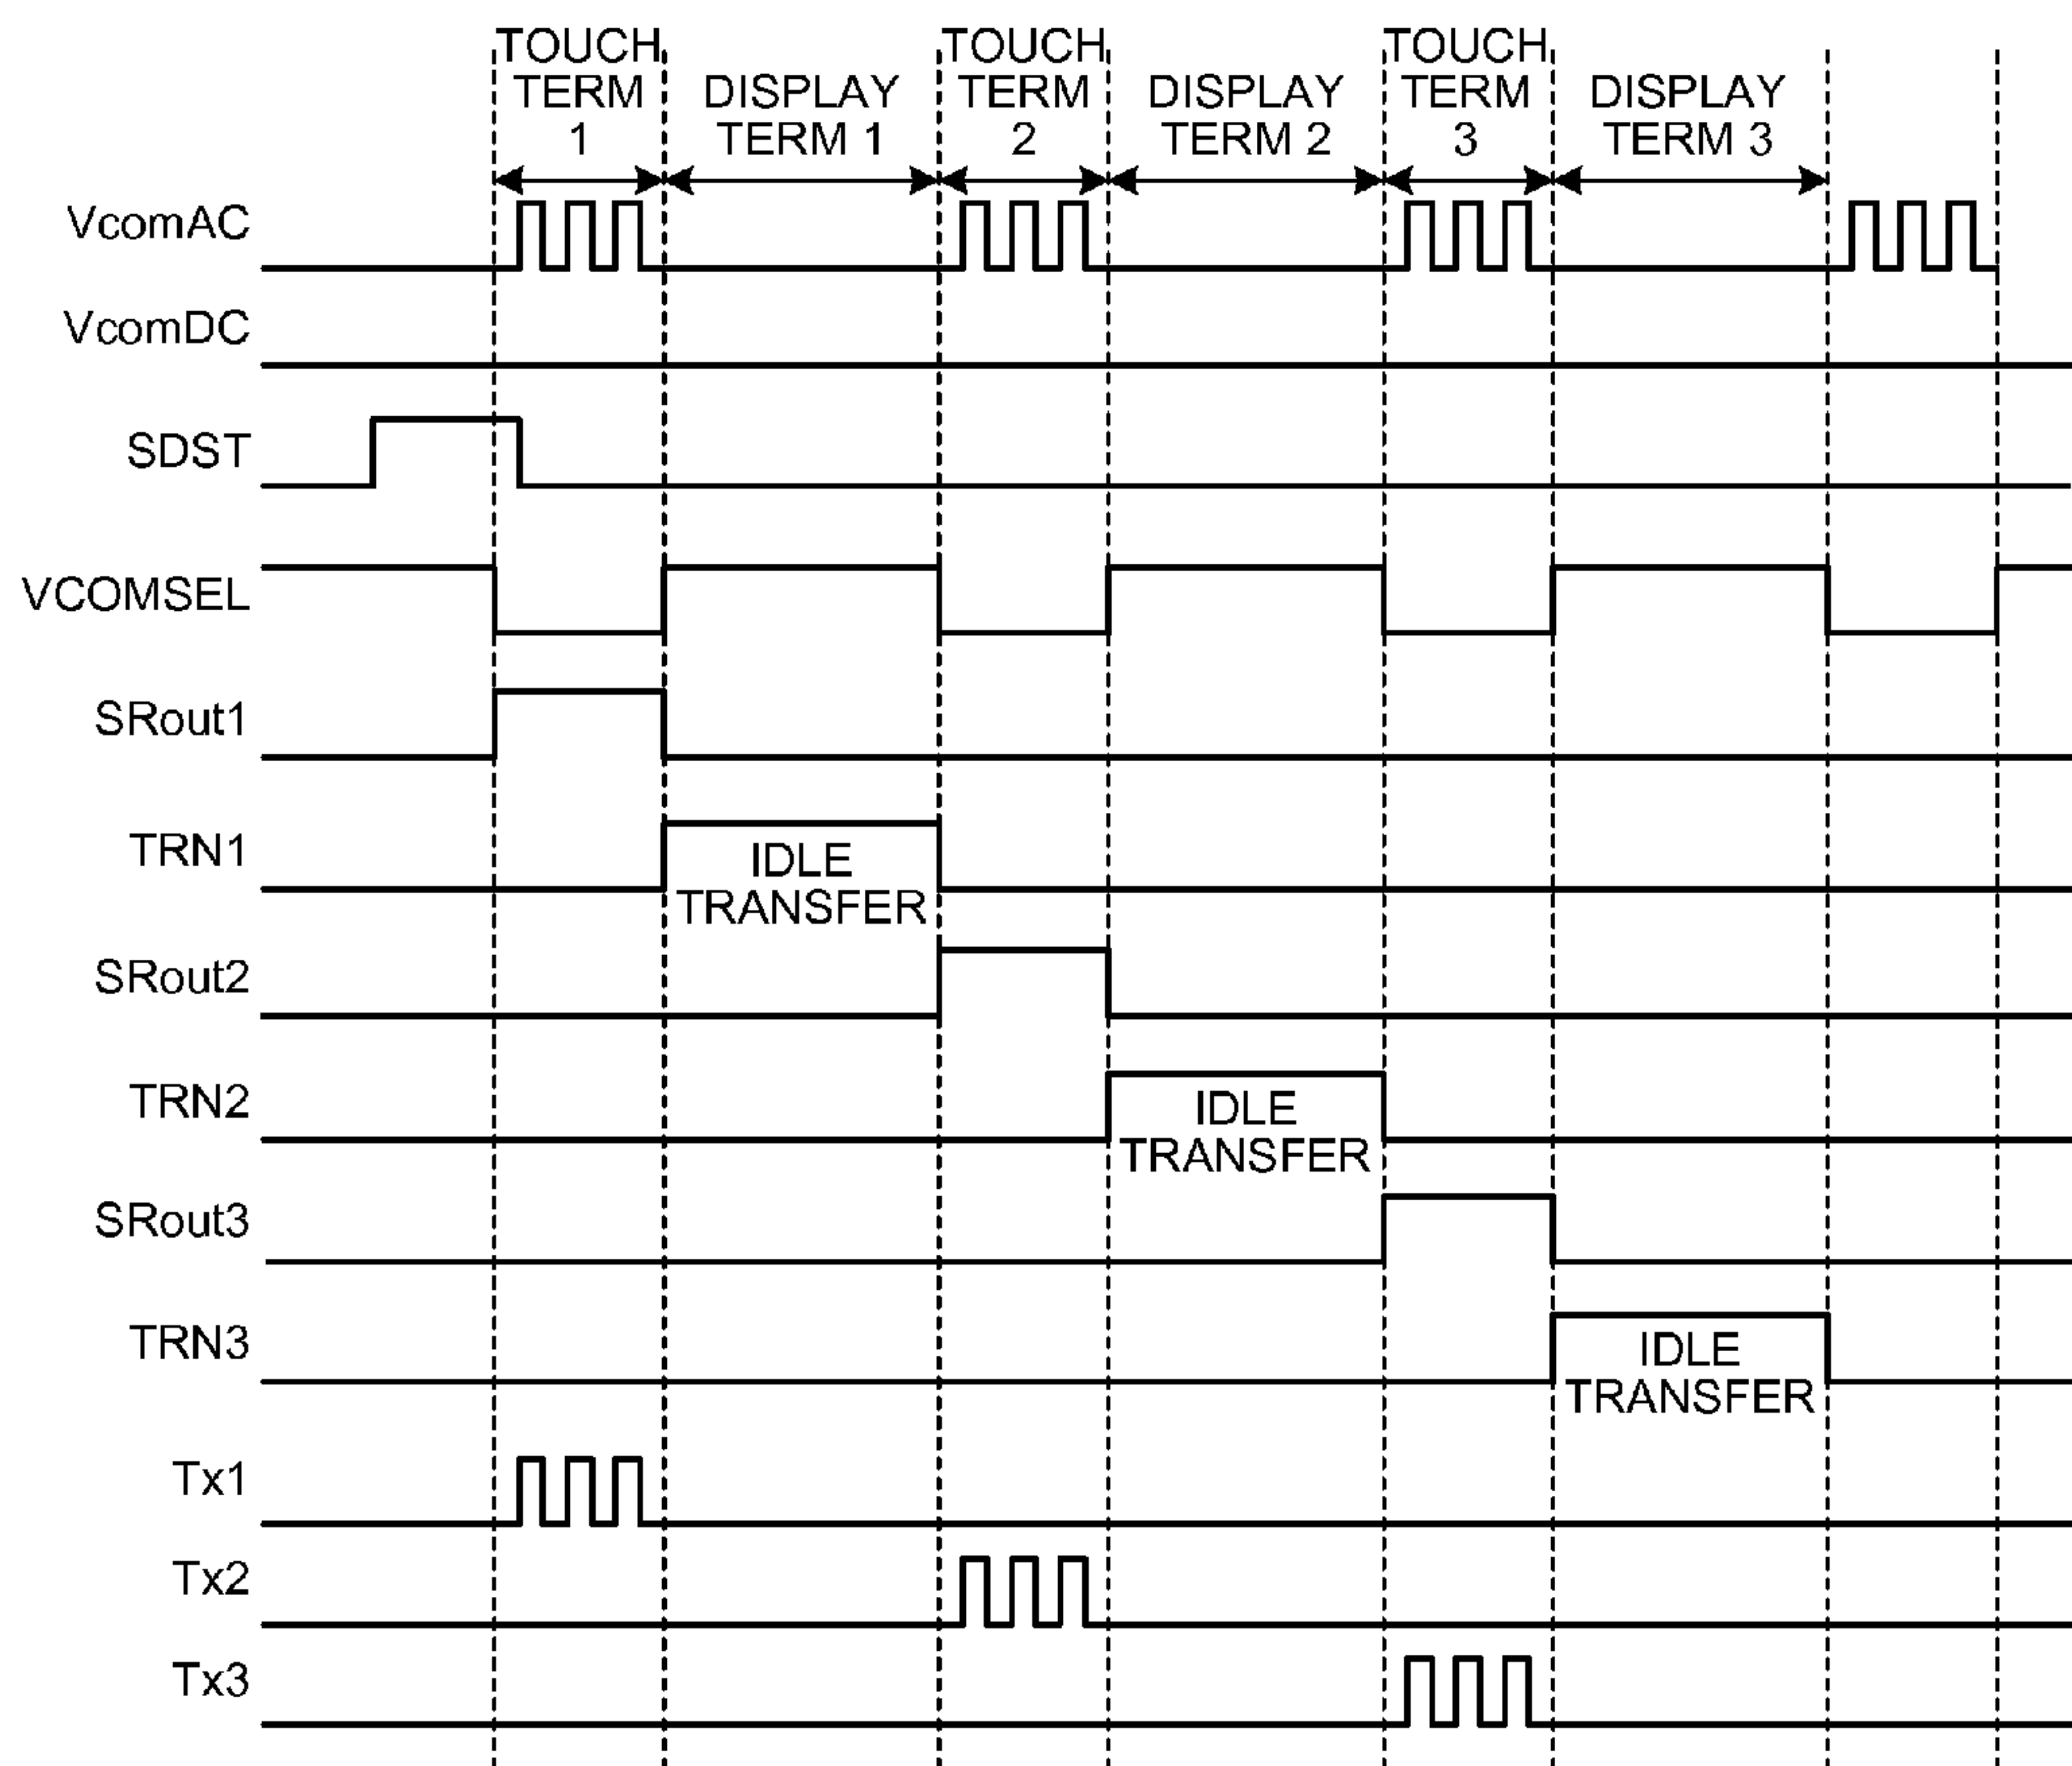 TOUCH
TERM
1
DISPLAY
TERM 1
TOUCH
TERM
2
DISPLAY
TERM 2
TOUCH
TERM
3
DISPLAY
TERM 3
VcomAC
VcomDC
SDST
VCOMSEL
SRout1
TRN1
IDLE
TRANSFER
SRout2
TRN2
IDLE
TRANSFER
SRout3
TRN3
IDLE
TRANSFER
Tx1
Tx2
Tx3